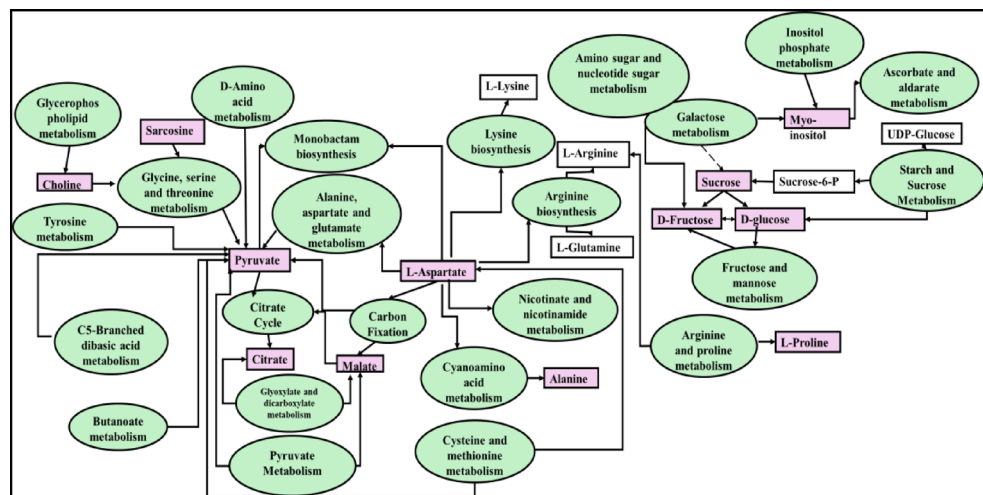 Inositol
phosphate
metabolism
Amino sugar and
nucleotide sugar
metabolism
Ascorbate and
aldarate metabolism
D-Amino
acid
metabolism
L-Lysine
Glycerophos
pholipid
metabolism
Sarcosine
Galactose
metabolism
Myo-
inositol
UDP-Glucose
Monobactam
biosynthesis
Lysine
biosynthesis
L-Arginine
Choline
Glycine, serine
and threonine
metabolism
Alanine,
aspartate and
glutamate
metabolism
Arginine
biosynthesis
Sucrose
Sucrose-6-P
Starch and
Sucrose
Metabolism
Tyrosine
metabolism
D-Fructose
D-glucose
L-Glutamine
Pyruvate
L-Aspartate
Fructose and
mannose
metabolism
Citrate
Cycle
Carbon
Fixation
Nicotinate and
nicotinamide
metabolism
C5-Branched
dibasic acid
metabolism
Arginine
and proline
metabolism
L-Proline
Citrate
Malate
Cyanoamino
acid
metabolism
Alanine
Glyoxylate and
dicarboxylate
metabolism
Butanoate
metabolism
Pyruvate
Metabolism
Cysteine and
methionine
metabolism